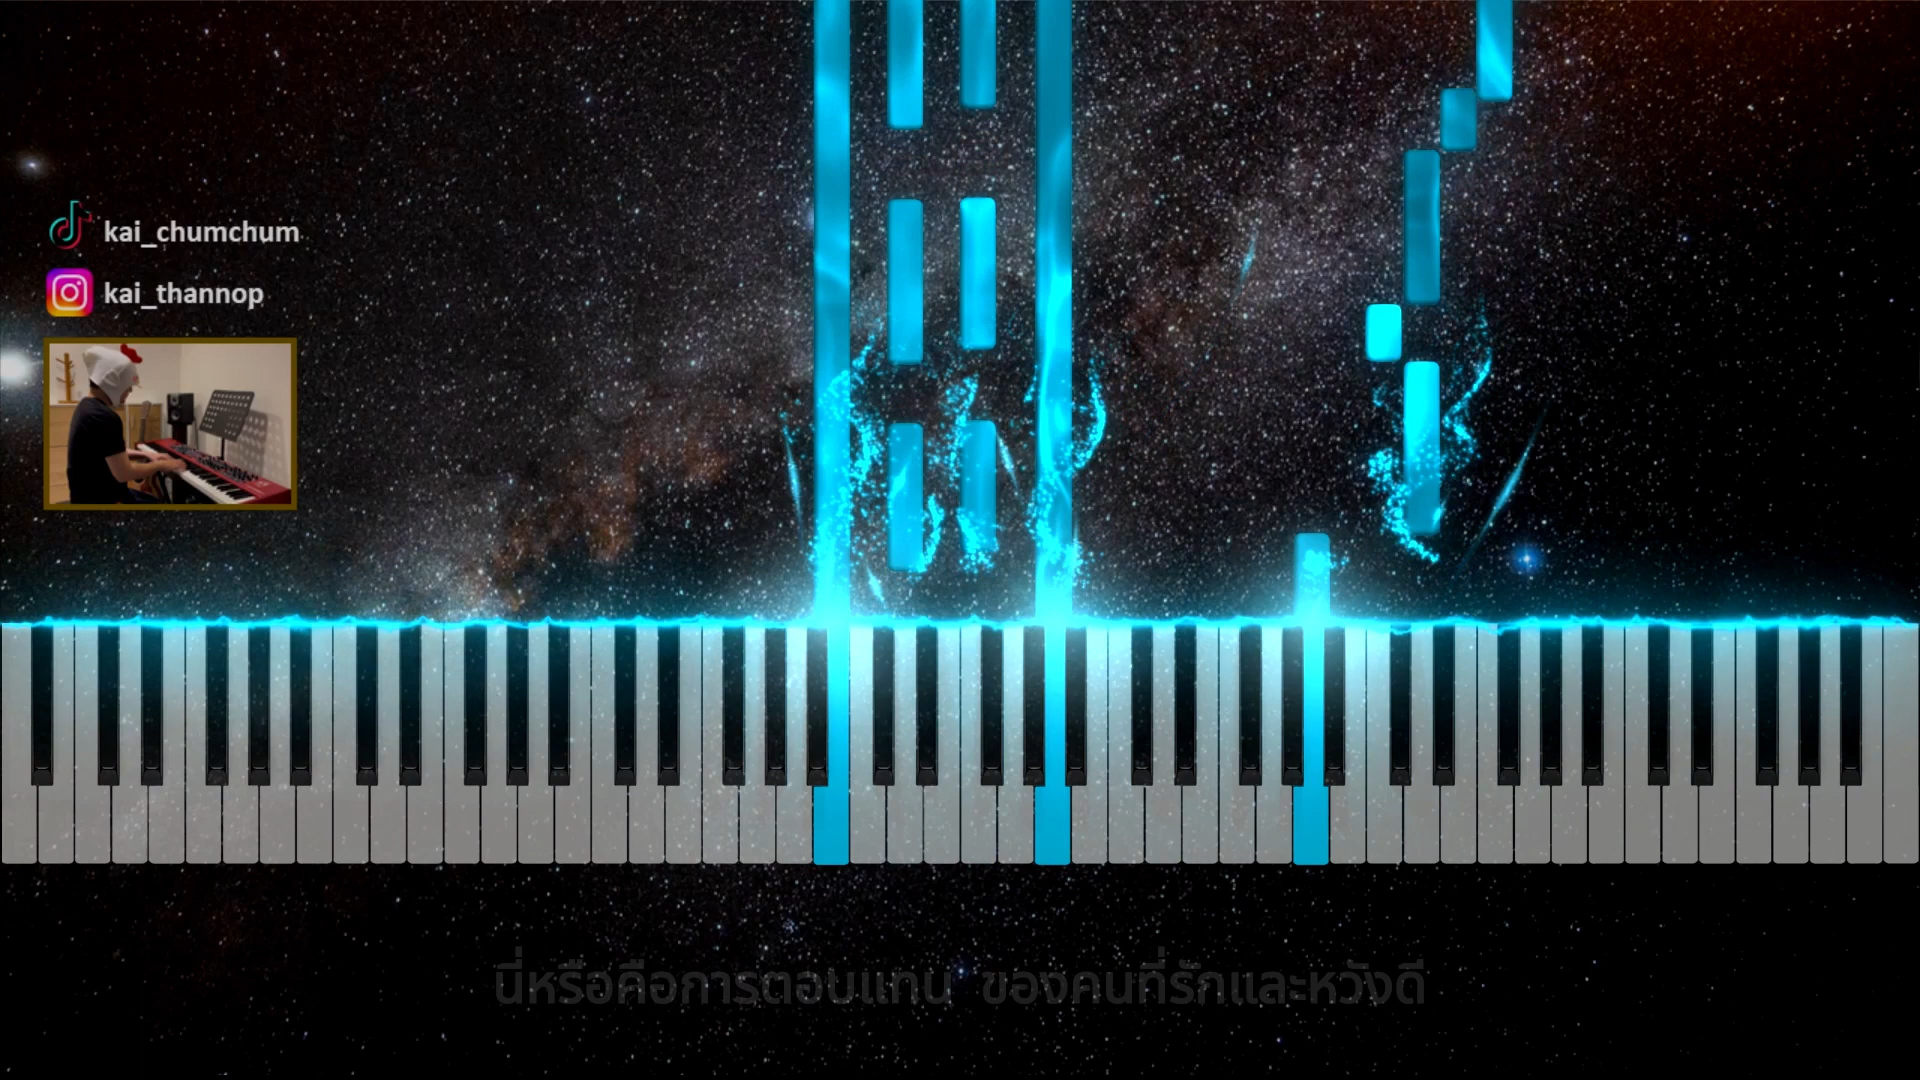 kai_chumchum
kai_thannop
นี่หรือคือการตอบแทน ของคนที่รักและหวังดี